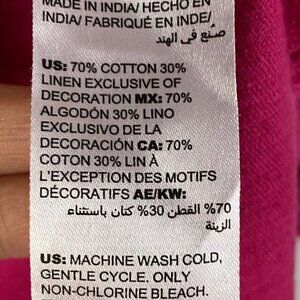 MADE IN INDIA/ HECHO EN
INDIA/ FABRIQUÉ EN INDE/
صنع في الهند
US: 70% COTTON 30%
LINEN EXCLUSIVE OF
DECORATION MX: 70%
ALGODÓN 30% LINO
EXCLUSIVO DE LA
DECORACIÓN CA: 70%
COTON 30% LIN À
L'EXCEPTION DES MOTIFS
DÉCORATIFS AE/KW:
70% القطن 30% كتان باستثناء
الزينة
US: MACHINE WASH COLD,
GENTLE CYCLE. ONLY
NON-CHLORINE BLEACH.